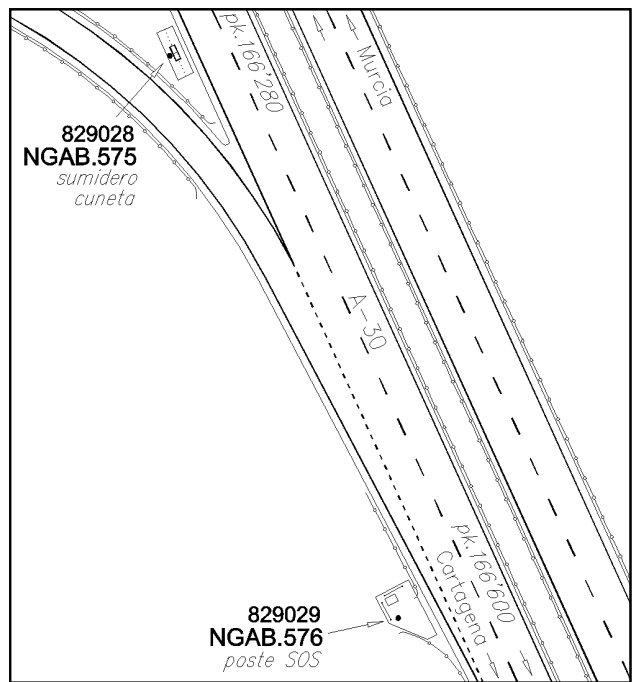 pk.166'280
Murcia
829028
NGAB.575
sumidero
cuneta
A-30
pk.166'600
Cartagena
829029
NGAB.576
poste SOS